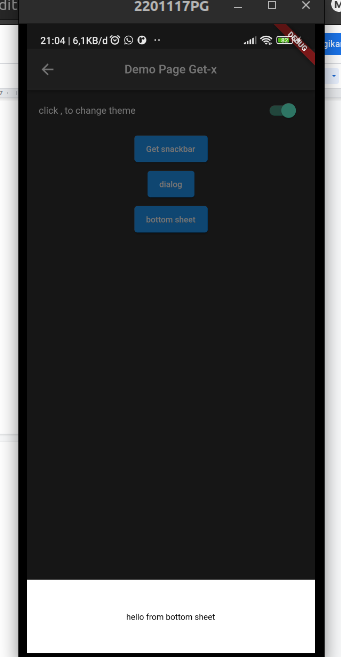 dit
2201117PG
21:04 | 6,1KB/d
DEBUG
gika
Demo Page Get-x
click , to change theme
Get snackbar
dialog
bottom sheet
hello from bottom sheet